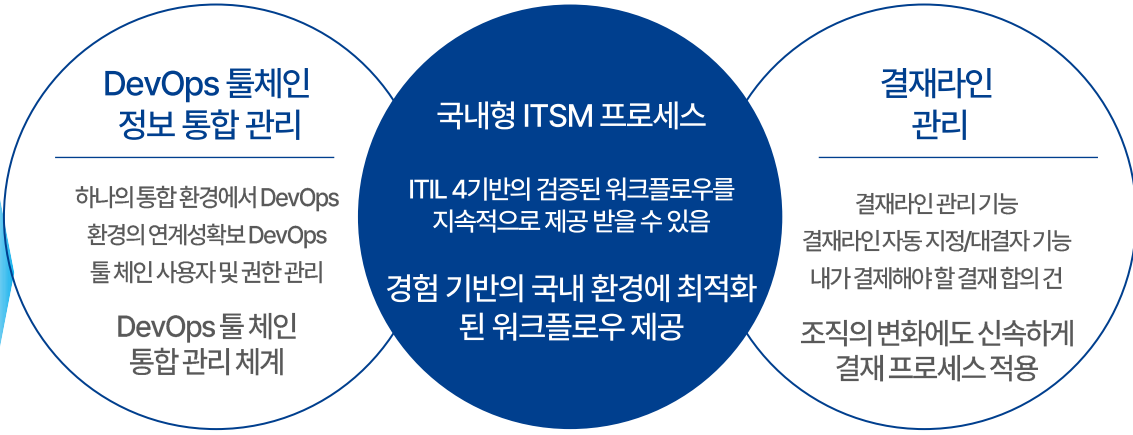 DevOps 툴체인
정보 통합 관리
하나의 통합 환경에서 DevOps
환경의 연계성확보 DevOps
툴 체인 사용자 및 권한 관리
DevOps 툴 체인
통합 관리 체계
국내형 ITSM 프로세스
ITIL 4기반의 검증된 워크플로우를
지속적으로 제공 받을 수 있음
경험 기반의 국내 환경에 최적화
된 워크플로우 제공
결재라인
관리
결재라인 관리 기능
결재라인 자동 지정/대결자 기능
내가 결제해야 할 결재 합의 건
조직의 변화에도 신속하게
결재 프로세스 적용